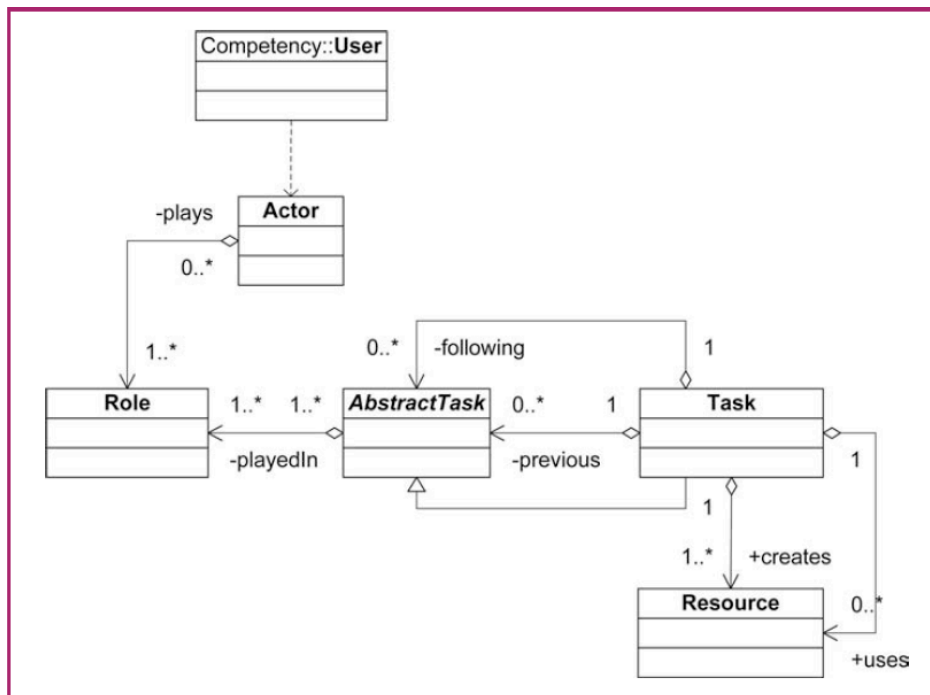 Competency::User
Actor
-plays
0..*
1..*
0..* -following 1
Role 1..* 1..* AbstractTask 0..* 1 Task
-playedIn -previous 1
1
1..* +creates
Resource 0..*
+uses